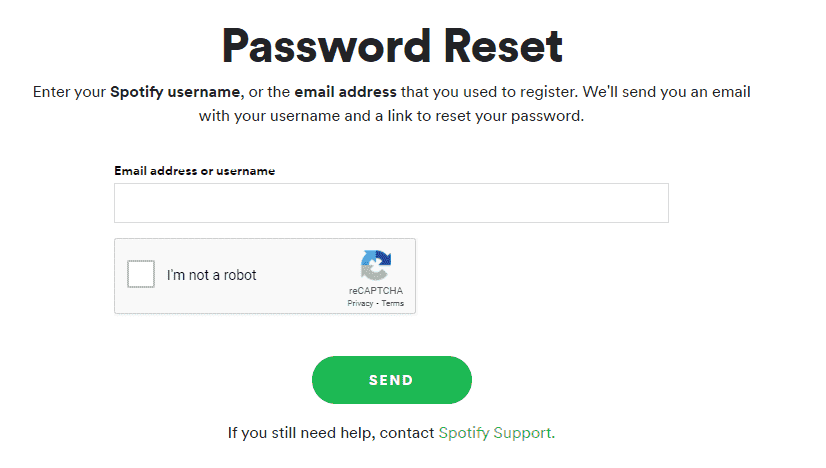 Password Reset
Enter your Spotify username, or the email address that you used to register. We'll send you an email
with your username and a link to reset your password.
Email address or username
I'm not a robot
reCAPTCHA
Privacy - Terms
SEND
If you still need help, contact Spotify Support.